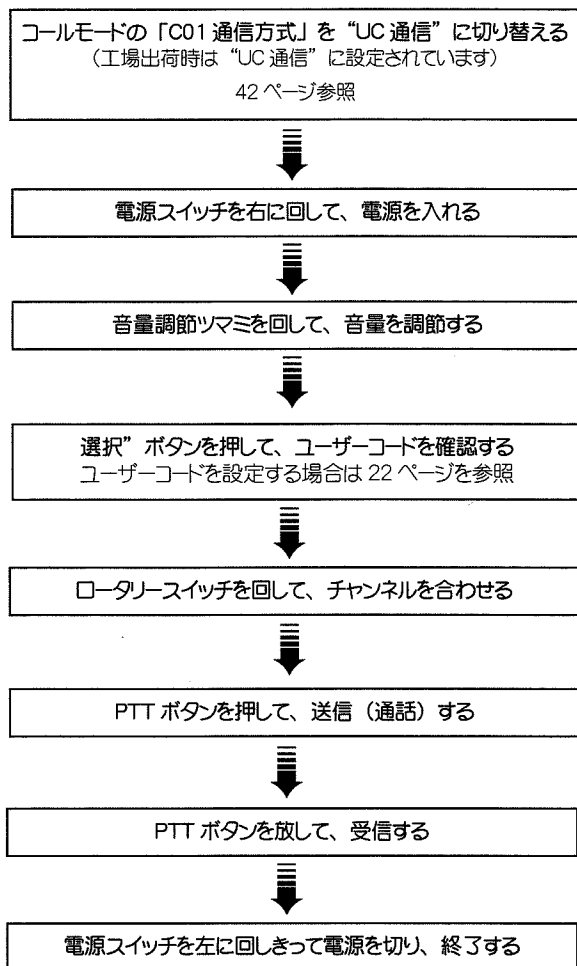 コールモードの「C01 通信方式」を“UC 通信”に切り替える
（工場出荷時は“UC 通信”に設定されています）
42 ページ参照
電源スイッチを右に回して、電源を入れる
音量調節ツマミを回して、音量を調節する
選択”ボタンを押して、ユーザーコードを確認する
ユーザーコードを設定する場合は 22 ページを参照
ロータリースイッチを回して、チャンネルを合わせる
PTT ボタンを押して、送信（通話）する
PTT ボタンを放して、受信する
電源スイッチを左に回しきって電源を切り、終了する